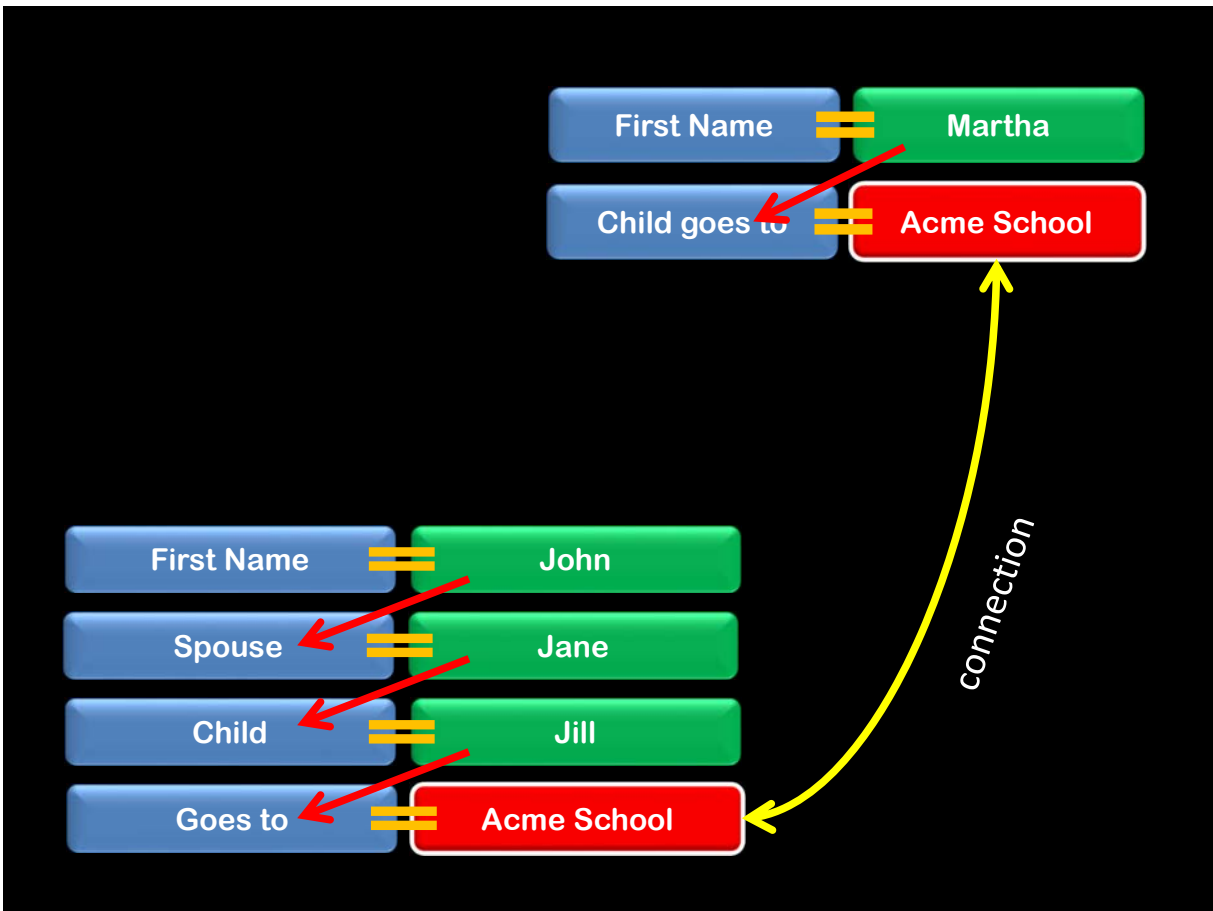 First Name = Martha
Child goes to = Acme School
connection
First Name = John
Spouse = Jane
Child = Jill
Goes to = Acme School